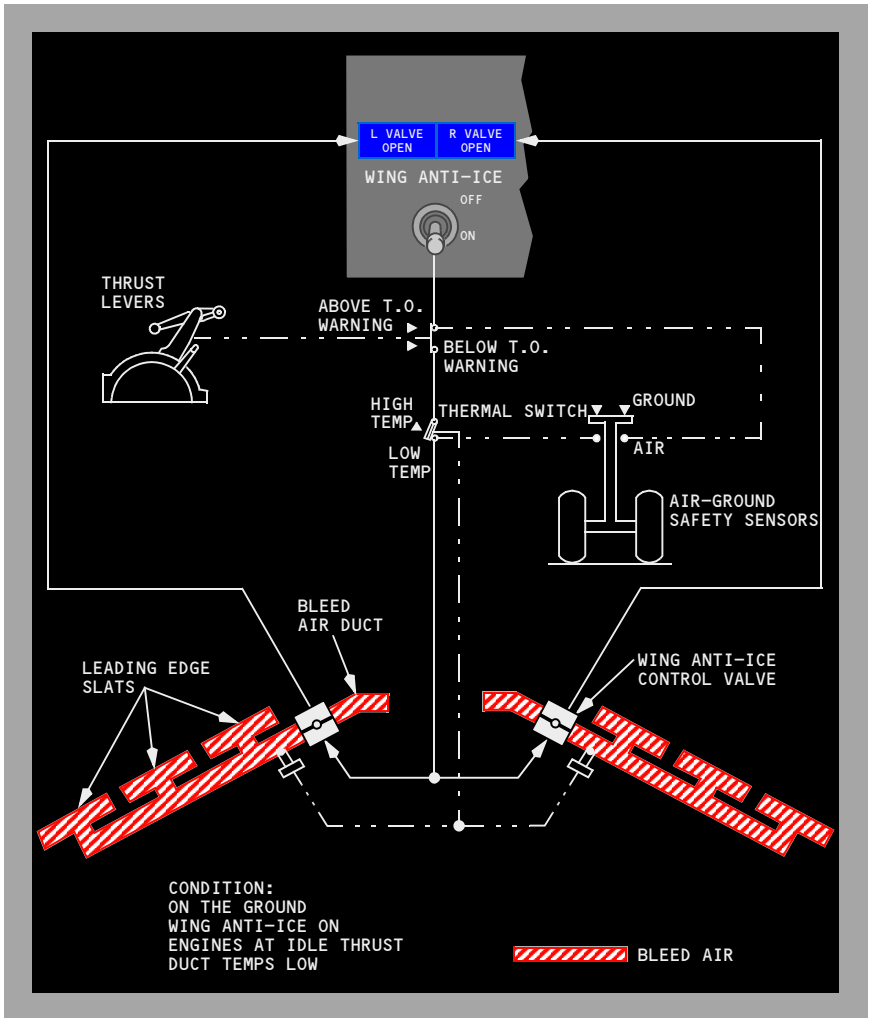 L VALVE
OPEN
R VALVE
OPEN
WING ANTI-ICE
OFF
ON
THRUST
LEVERS
ABOVE T.O.
WARNING
BELOW T.O.
WARNING
HIGH
TEMP
THERMAL SWITCH
GROUND
LOW
TEMP
AIR
AIR-GROUND
SAFETY SENSORS
BLEED
AIR DUCT
LEADING EDGE
SLATS
WING ANTI-ICE
CONTROL VALVE
CONDITION:
ON THE GROUND
WING ANTI-ICE ON
ENGINES AT IDLE THRUST
DUCT TEMPS LOW
BLEED AIR